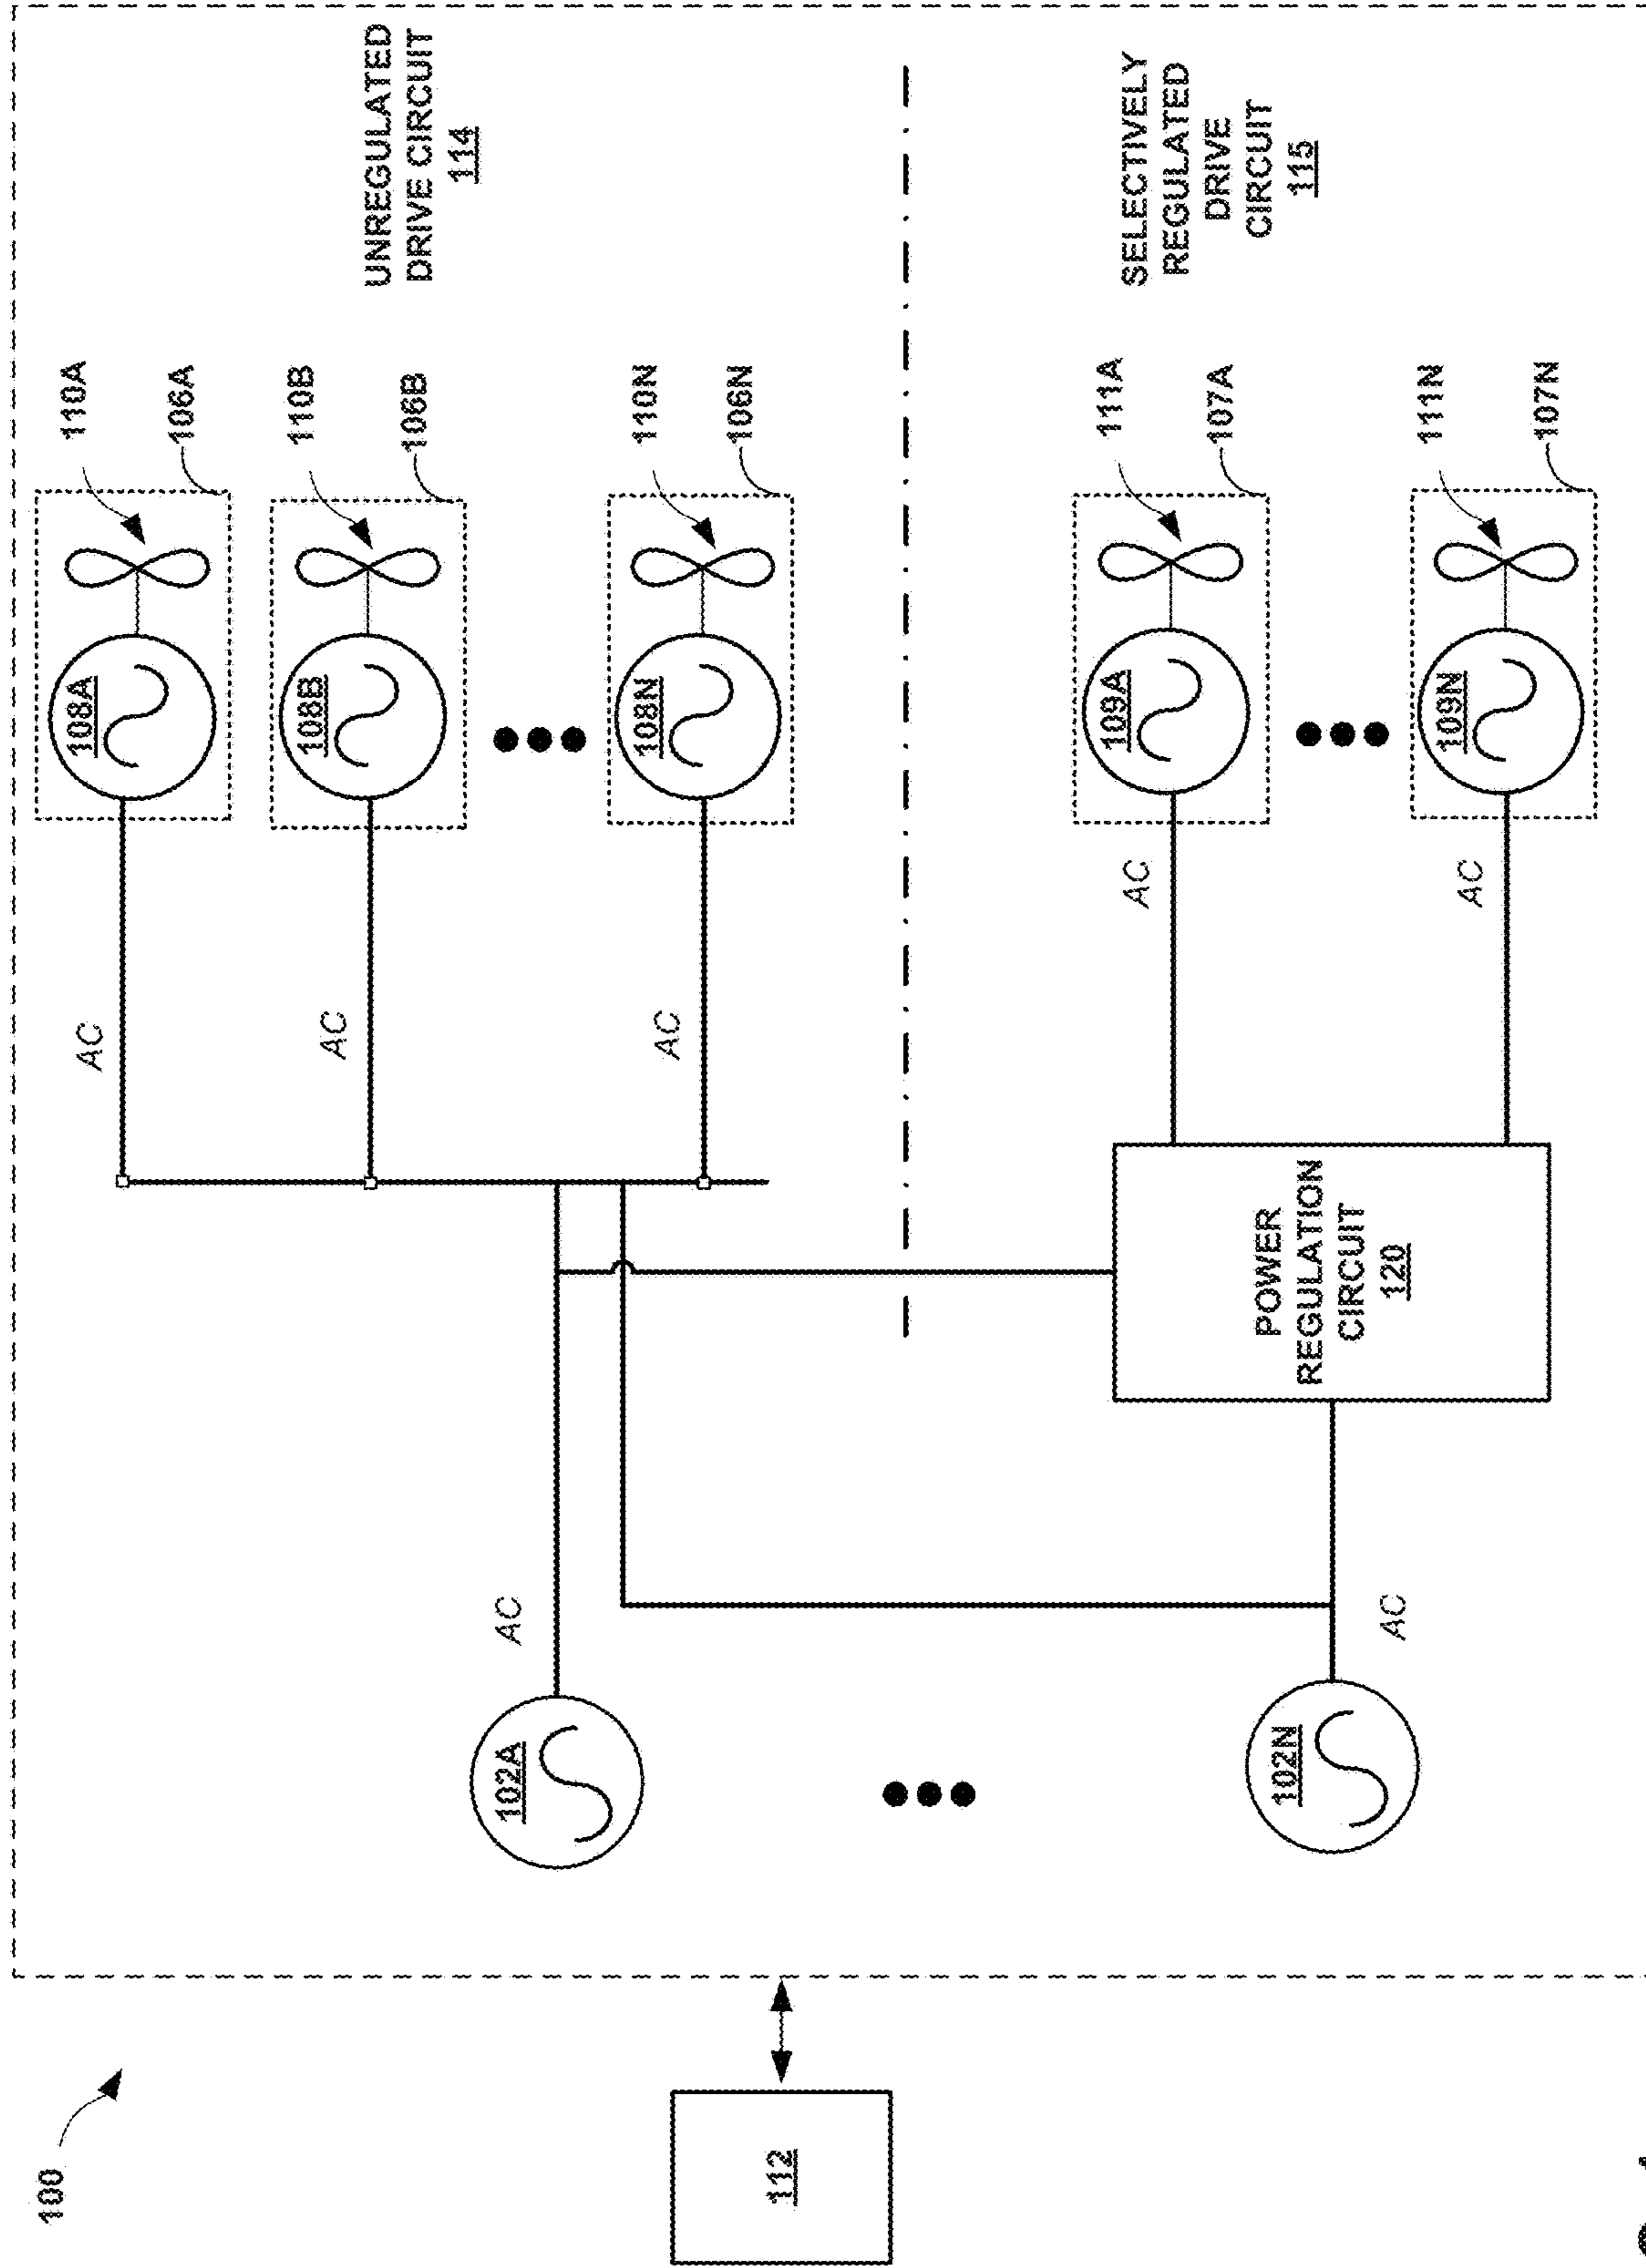 100
112
102A
AC
102N
AC
POWER
REGULATION
CIRCUIT
120
AC
AC
AC
AC
AC
108A
108B
108N
109A
109N
110A
106A
110B
106B
110N
106N
111A
107A
111N
107N
UNREGULATED
DRIVE CIRCUIT
114
SELECTIVELY
REGULATED
DRIVE
CIRCUIT
115